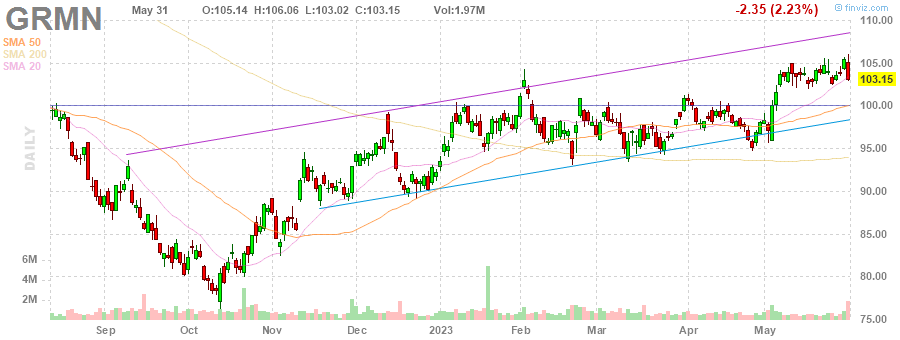 GRMN May 31 O:105.14 H:106.06 L:103.02 C:103.15 Vol:1.97M -2.35 (2.23%) © finviz.com
SMA 50
SMA 200
SMA 20
DAILY
110.00
105.00
103.15
100.00
95.00
90.00
85.00
80.00
75.00
6M
4M
2M
Sep Oct Nov Dec 2023 Feb Mar Apr May